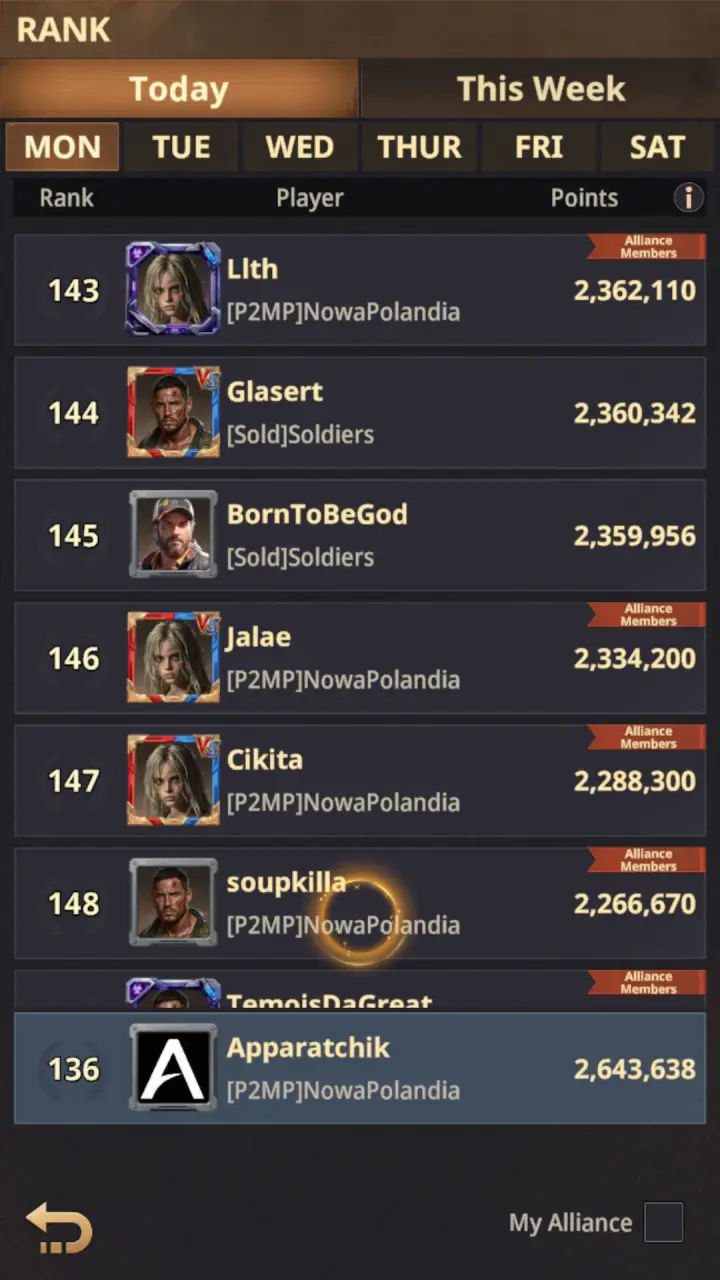 RANK
Today This Week
MON TUE WED THUR FRI SAT
Rank Player Points
Alliance Members
143 Llth 2,362,110
[P2MP]NowaPolandia
144 Glasert 2,360,342
[Sold]Soldiers
145 BornToBeGod 2,359,956
[Sold]Soldiers
Alliance Members
146 Jalae 2,334,200
[P2MP]NowaPolandia
Alliance Members
147 Cikita 2,288,300
[P2MP]NowaPolandia
Alliance Members
148 soupkilla 2,266,670
[P2MP]NowaPolandia
Alliance Members
TemoisDaGreat
136 Apparatchik 2,643,638
[P2MP]NowaPolandia
My Alliance